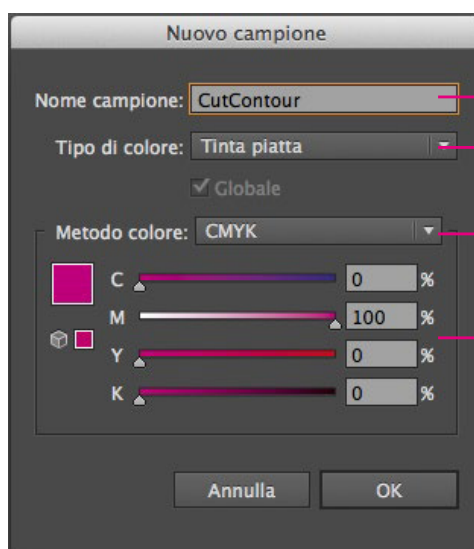 Nuovo campione
Nome campione: CutContour
Tipo di colore: Tinta piatta
Globale
Metodo colore: CMYK
C 0 %
M 100 %
Y 0 %
K 0 %
Annulla OK